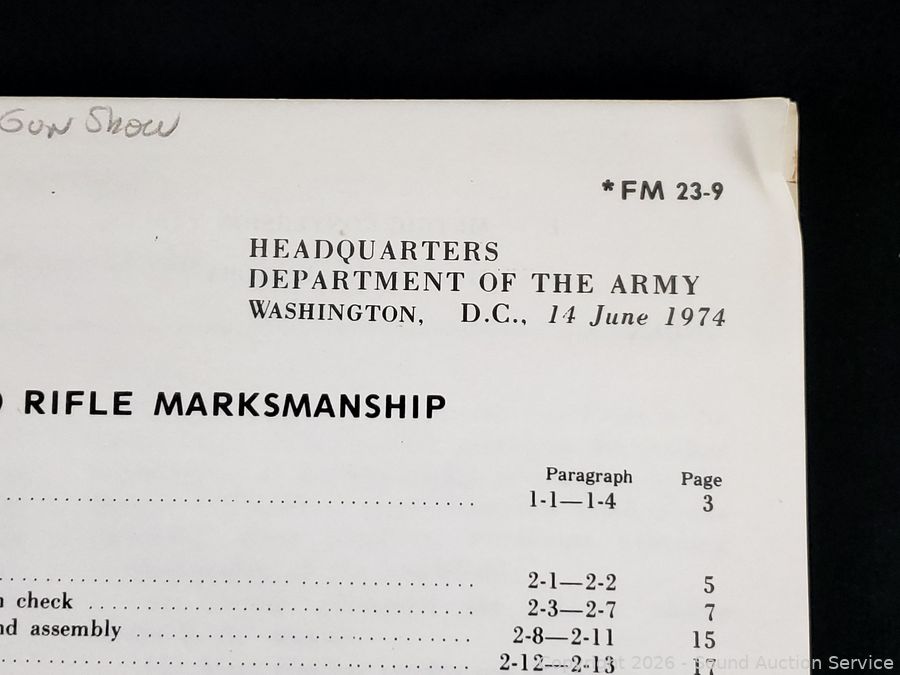 Gun Show
*FM 23-9
HEADQUARTERS
DEPARTMENT OF THE ARMY
WASHINGTON, D.C., 14 June 1974
RIFLE MARKSMANSHIP
Paragraph Page
1-1—1-4 3
2-1—2-2 5
check 2-3—2-7 7
assembly 2-8—2-11 15
2-12—2-13 17
Copyright 2026 - Sound Auction Service